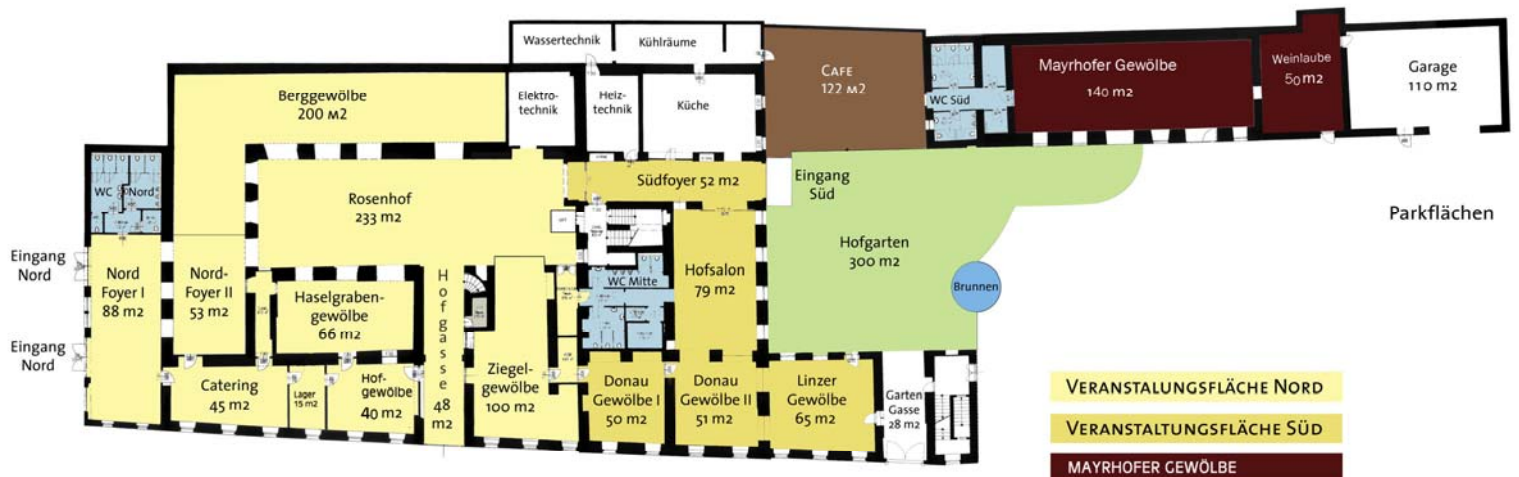 Wassertechnik
Kühlräume
CAFE
122 M2
WC Süd
Mayrhofer Gewölbe
140 m2
Weinlaube
50 m2
Garage
110 m2
Berggewölbe
200 M2
Elektro-
technik
Heiz-
technik
Küche
WC
Nord
Rosenhof
233 m2
Südfoyer 52 m2
Eingang
Süd
Parkflächen
Eingang
Nord
Nord
Foyer I
88 m2
Nord-
Foyer II
53 m2
Haselgraben-
gewölbe
66 m2
Hofgasse 48
m2
WC Mitte
Hofsalon
79 m2
Hofgarten
300 m2
Brunnen
Eingang
Nord
Catering
45 m2
Lager
15 m2
Hof-
gewölbe
40 m2
Ziegel-
gewölbe
100 m2
Donau
Gewölbe I
50 m2
Donau
Gewölbe II
51 m2
Linzer
Gewölbe
65 m2
Garten
Gasse
28 m2
VERANSTALUNGSFLÄCHE NORD
VERANSTALTUNGSFLÄCHE SÜD
MAYRHOFER GEWÖLBE